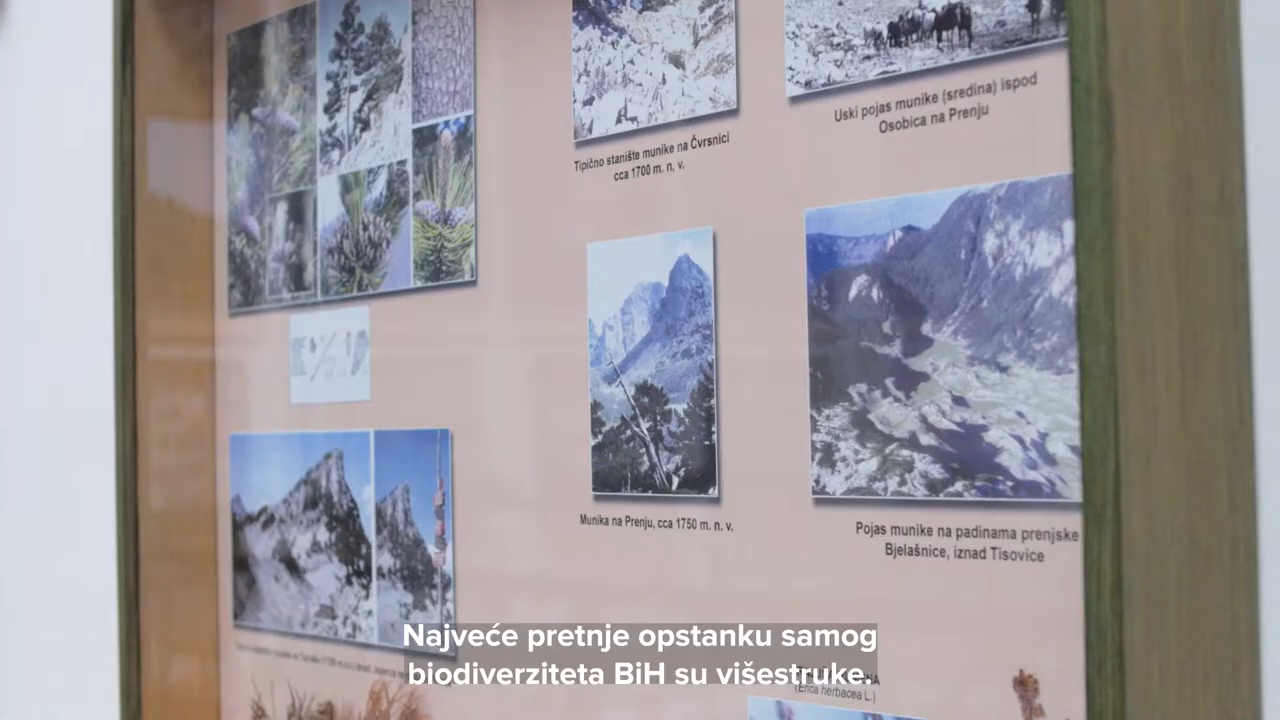 Tipično stanište munike na Čvrsnici
cca 1700 m. n, v.
Uski pojas munike (sredina) ispod
Osobica na Prenju
Munika na Prenju, cca 1750 m. n. v.
Pojas munike na padinama prenjske
Bjelašnice, iznad Tisovice
Najveće pretnje opstanku samog
biodiverziteta BiH su višestruke.
(Erica herbacea L.)